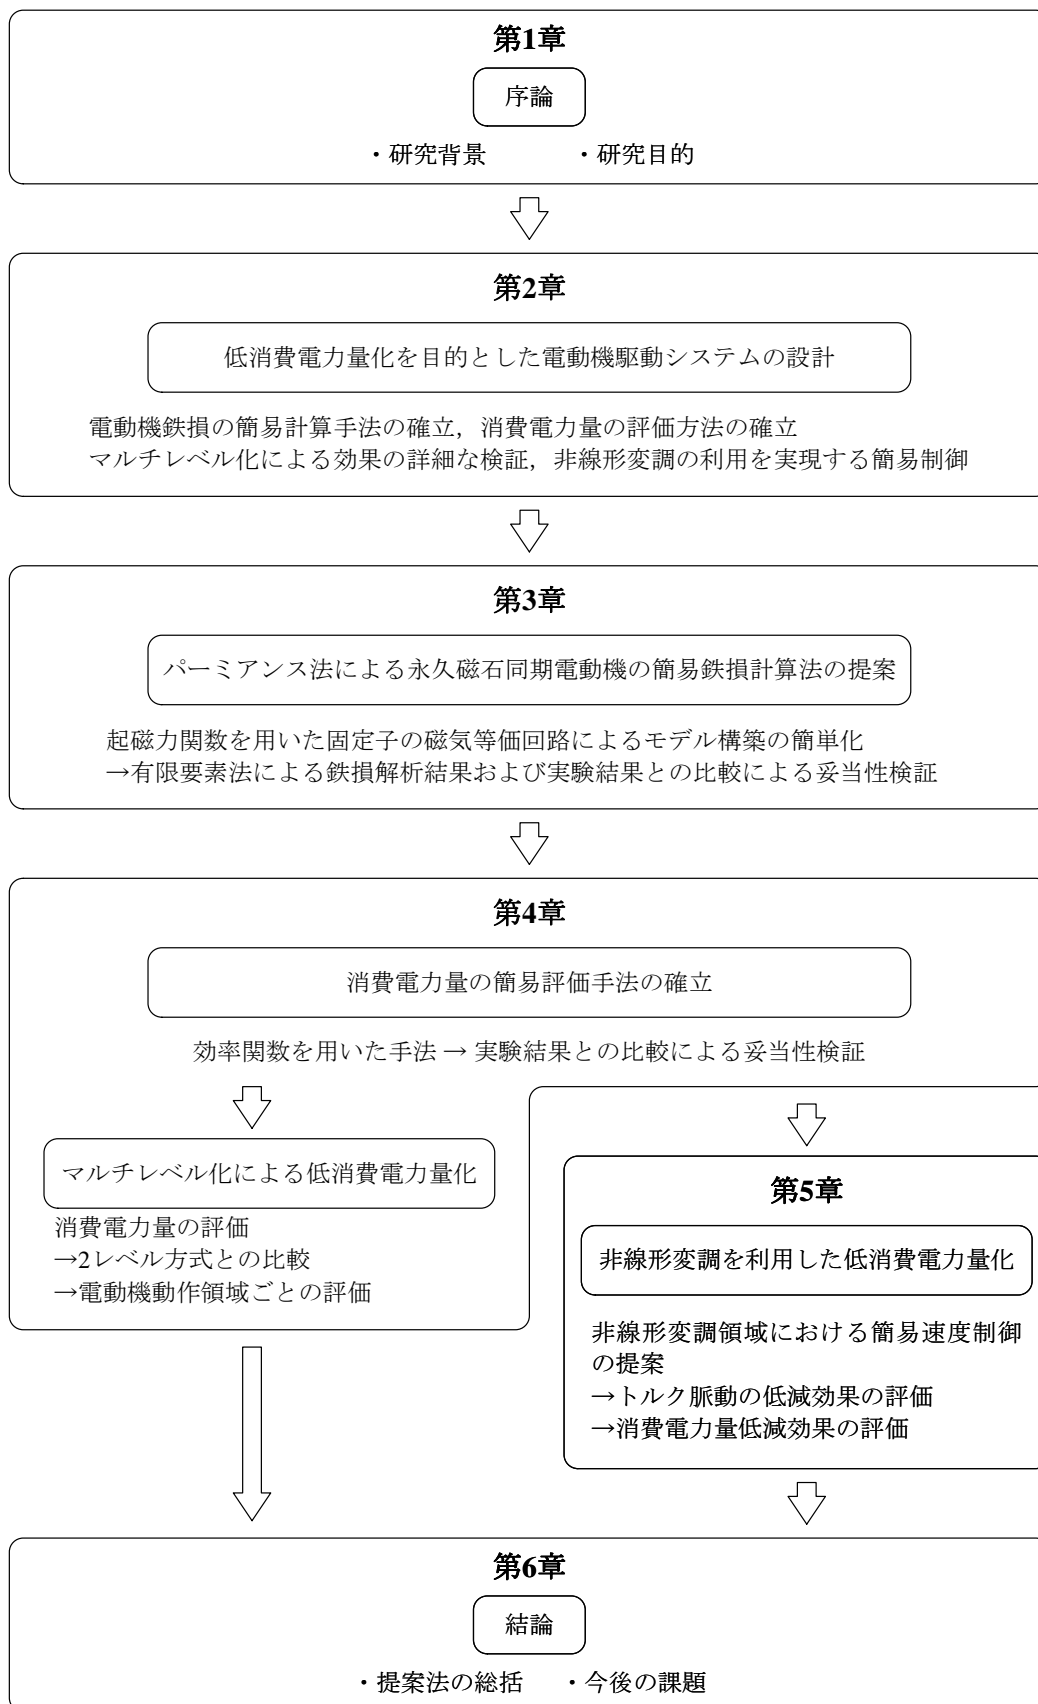 第1章
序論
・研究背景　・研究目的
第2章
低消費電力量化を目的とした電動機駆動システムの設計
電動機鉄損の簡易計算手法の確立，消費電力量の評価方法の確立
マルチレベル化による効果の詳細な検証，非線形変調の利用を実現する簡易制御
第3章
パーミアンス法による永久磁石同期電動機の簡易鉄損計算法の提案
起磁力関数を用いた固定子の磁気等価回路によるモデル構築の簡単化
→有限要素法による鉄損解析結果および実験結果との比較による妥当性検証
第4章
消費電力量の簡易評価手法の確立
効率関数を用いた手法 → 実験結果との比較による妥当性検証
マルチレベル化による低消費電力量化
消費電力量の評価
→2レベル方式との比較
→電動機動作領域ごとの評価
第5章
非線形変調を利用した低消費電力量化
非線形変調領域における簡易速度制御
の提案
→トルク脈動の低減効果の評価
→消費電力量低減効果の評価
第6章
結論
・提案法の総括　・今後の課題